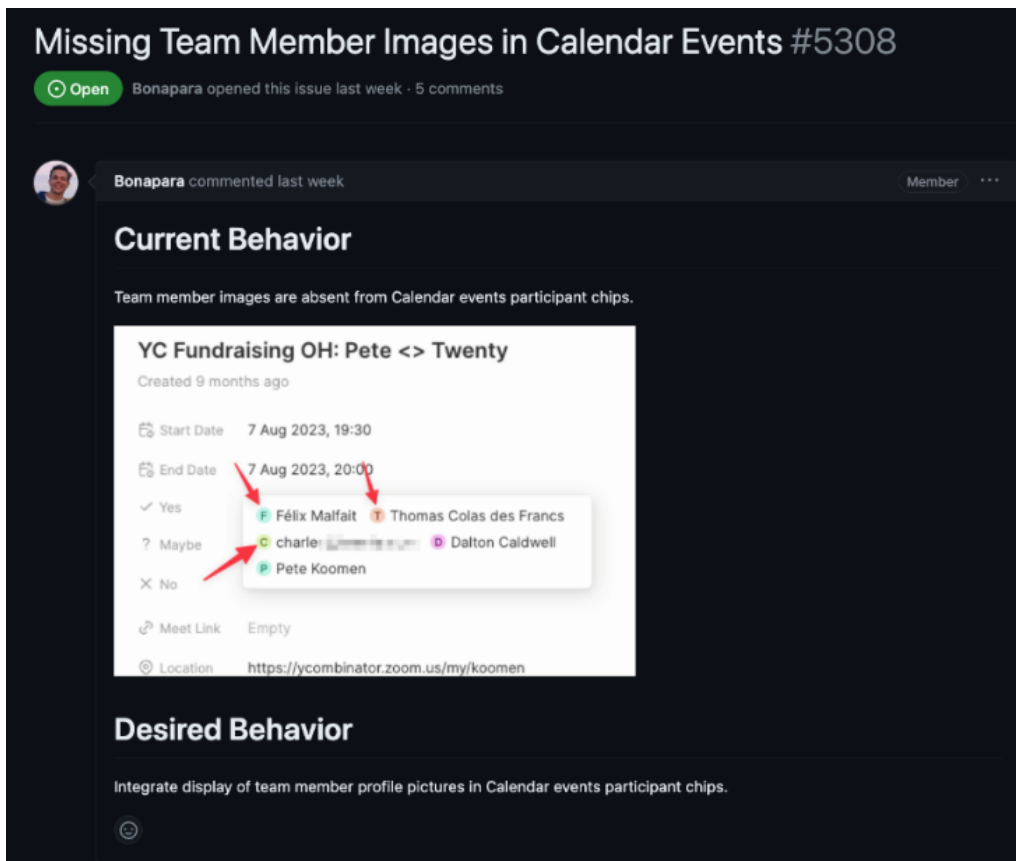 Missing Team Member Images in Calendar Events #5308
Open Bonapara opened this issue last week · 5 comments
Bonapara commented last week Member ···
Current Behavior
Team member images are absent from Calendar events participant chips.
YC Fundraising OH: Pete <> Twenty
Created 9 months ago
Start Date 7 Aug 2023, 19:30
End Date 7 Aug 2023, 20:00
Yes
F Félix Malfait T Thomas Colas des Francs
? Maybe
C charle D Dalton Caldwell
P Pete Koomen
No
Meet Link Empty
Location https://ycombinator.zoom.us/my/koomen
Desired Behavior
Integrate display of team member profile pictures in Calendar events participant chips.